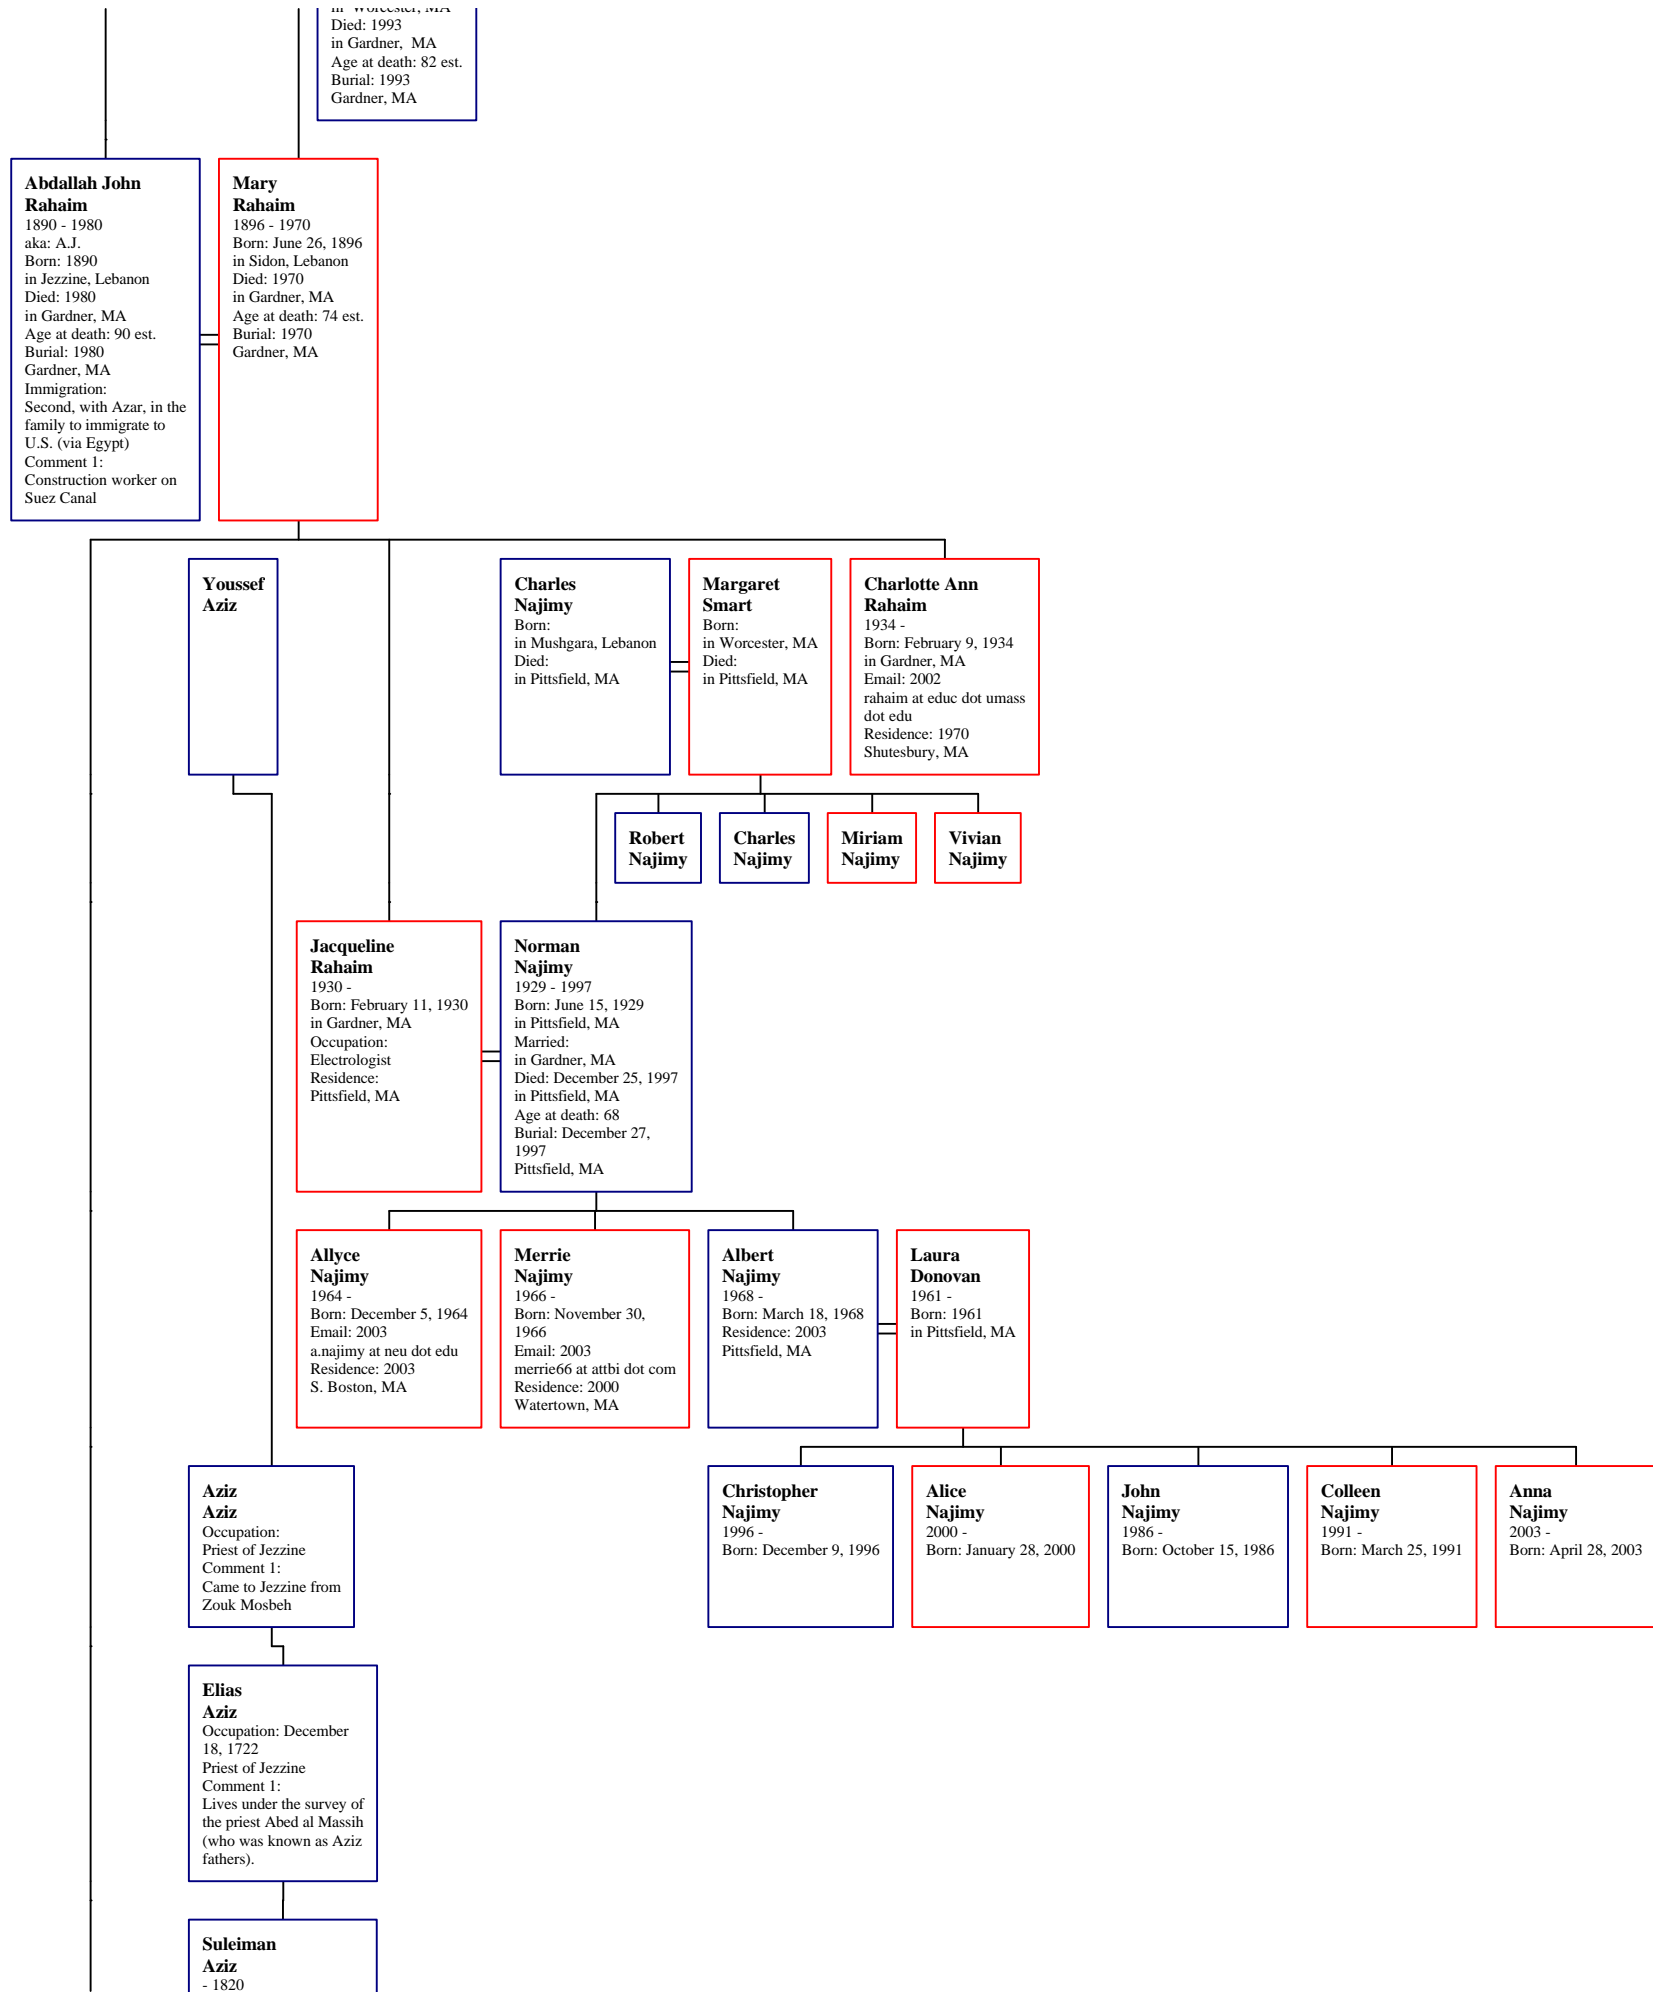 in Worcester, MA
Died: 1993
in Gardner, MA
Age at death: 82 est.
Burial: 1993
Gardner, MA
Abdallah John
Rahaim
1890 - 1980
aka: A.J.
Born: 1890
in Jezzine, Lebanon
Died: 1980
in Gardner, MA
Age at death: 90 est.
Burial: 1980
Gardner, MA
Immigration:
Second, with Azar, in the
family to immigrate to
U.S. (via Egypt)
Comment 1:
Construction worker on
Suez Canal
Mary
Rahaim
1896 - 1970
Born: June 26, 1896
in Sidon, Lebanon
Died: 1970
in Gardner, MA
Age at death: 74 est.
Burial: 1970
Gardner, MA
Youssef
Aziz
Charles
Najimy
Born:
in Mushgara, Lebanon
Died:
in Pittsfield, MA
Margaret
Smart
Born:
in Worcester, MA
Died:
in Pittsfield, MA
Charlotte Ann
Rahaim
1934 -
Born: February 9, 1934
in Gardner, MA
Email: 2002
rahaim at educ dot umass
dot edu
Residence: 1970
Shutesbury, MA
Robert
Najimy
Charles
Najimy
Miriam
Najimy
Vivian
Najimy
Jacqueline
Rahaim
1930 -
Born: February 11, 1930
in Gardner, MA
Occupation:
Electrologist
Residence:
Pittsfield, MA
Norman
Najimy
1929 - 1997
Born: June 15, 1929
in Pittsfield, MA
Married:
in Gardner, MA
Died: December 25, 1997
in Pittsfield, MA
Age at death: 68
Burial: December 27,
1997
Pittsfield, MA
Allyce
Najimy
1964 -
Born: December 5, 1964
Email: 2003
a.najimy at neu dot edu
Residence: 2003
S. Boston, MA
Merrie
Najimy
1966 -
Born: November 30,
1966
Email: 2003
merrie66 at attbi dot com
Residence: 2000
Watertown, MA
Albert
Najimy
1968 -
Born: March 18, 1968
Residence: 2003
Pittsfield, MA
Laura
Donovan
1961 -
Born: 1961
in Pittsfield, MA
Aziz
Aziz
Occupation:
Priest of Jezzine
Comment 1:
Came to Jezzine from
Zouk Mosbeh
Christopher
Najimy
1996 -
Born: December 9, 1996
Alice
Najimy
2000 -
Born: January 28, 2000
John
Najimy
1986 -
Born: October 15, 1986
Colleen
Najimy
1991 -
Born: March 25, 1991
Anna
Najimy
2003 -
Born: April 28, 2003
Elias
Aziz
Occupation: December
18, 1722
Priest of Jezzine
Comment 1:
Lives under the survey of
the priest Abed al Massih
(who was known as Aziz
fathers).
Suleiman
Aziz
- 1820